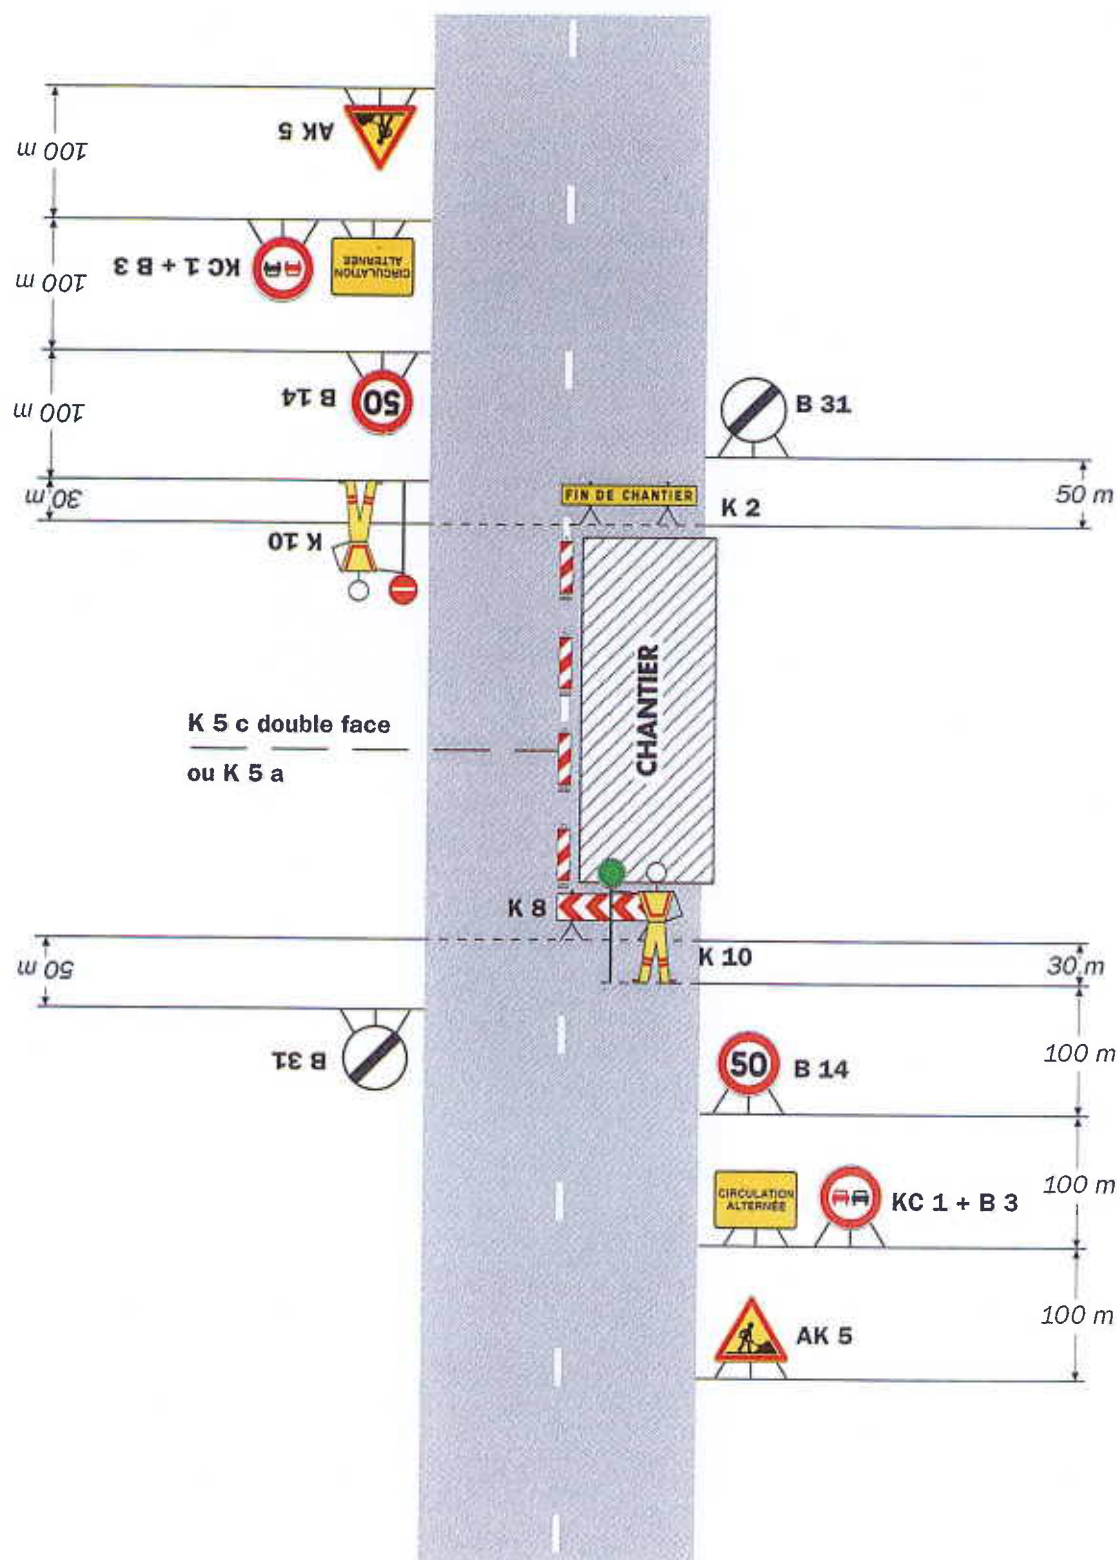 AK 5
100 m
KC 1 + B 3
CIRCULATION
ALTERNÉE
100 m
B 14
50
100 m
B 31
50 m
30 m
K 10
FIN DE CHANTIER
K 2
CHANTIER
K 5 c double face
ou K 5 a
K 8
K 10
30 m
50 m
B 31
50
B 14
100 m
CIRCULATION
ALTERNÉE
KC 1 + B 3
100 m
AK 5
100 m